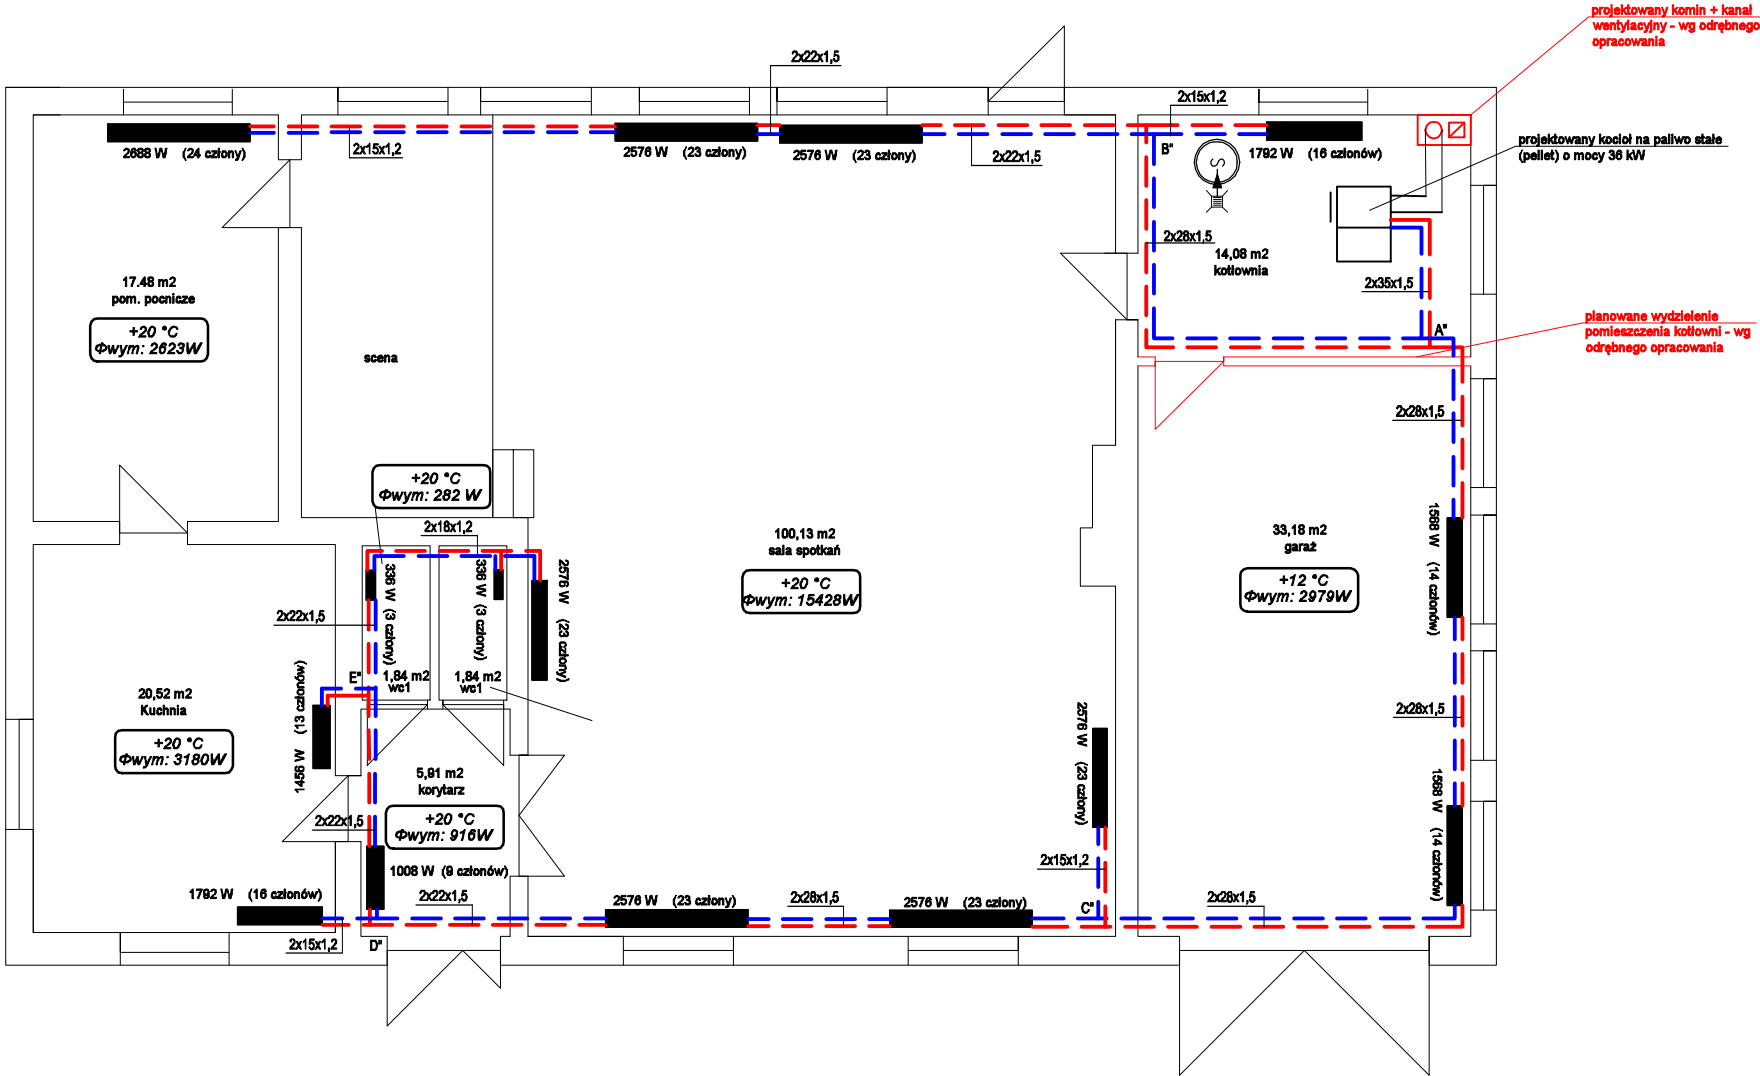 projektowany komin + kanał
wentylacyjny - wg odrębnego
opracowania
2x22x1,5
2x15x1,2
2688 W (24 człony)
2x15x1,2
2576 W (23 człony)
2576 W (23 człony)
2x22x1,5
B"
1792 W (16 członów)
projektowany kocioł na paliwo stałe
(pellet) o mocy 36 kW
S
2x28x1,5
14,08 m2
kotłownia
2x35x1,5
A"
planowane wydzielenie
pomieszczenia kotłowni - wg
odrębnego opracowania
17.48 m2
pom. pocnicze
+20 °C
Φwym: 2623W
scena
2x28x1,5
+20 °C
Φwym: 282 W
2x18x1,2
100,13 m2
sala spotkań
+20 °C
Φwym: 15428W
33,18 m2
garaż
+12 °C
Φwym: 2979W
1568 W (14 członów)
336 W (3 człony)
336 W (3 człony)
2576 W (23 człony)
2x22x1,5
E"
1,84 m2
wc1
1,84 m2
wc1
20,52 m2
Kuchnia
+20 °C
Φwym: 3180W
1456 W (13 członów)
2x28x1,5
2576 W (23 człony)
5,91 m2
korytarz
+20 °C
Φwym: 916W
2x22x1,5
1568 W (14 członów)
1008 W (9 członów)
2x15x1,2
1792 W (16 członów)
2x22x1,5
2576 W (23 człony)
2x28x1,5
2576 W (23 człony)
C"
2x28x1,5
2x15x1,2
D"